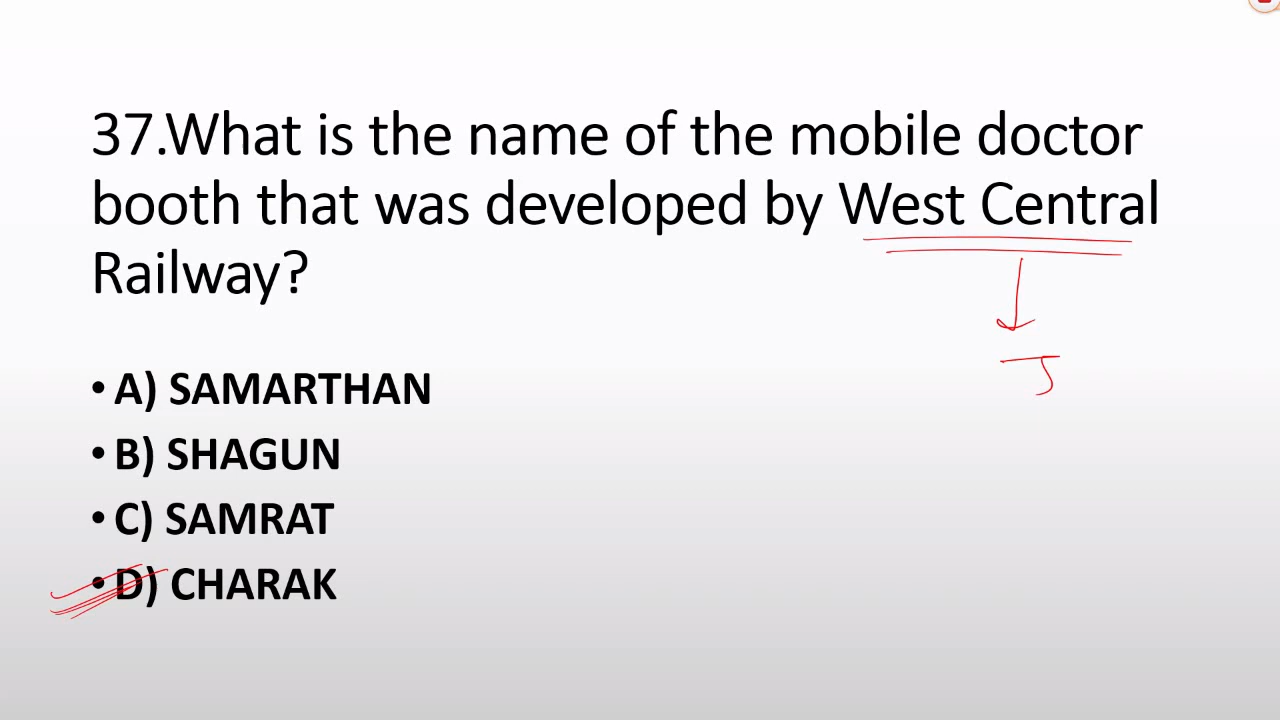 37.What is the name of the mobile doctor
booth that was developed by West Central
Railway?
J
• A) SAMARTHAN
• B) SHAGUN
• C) SAMRAT
• D) CHARAK